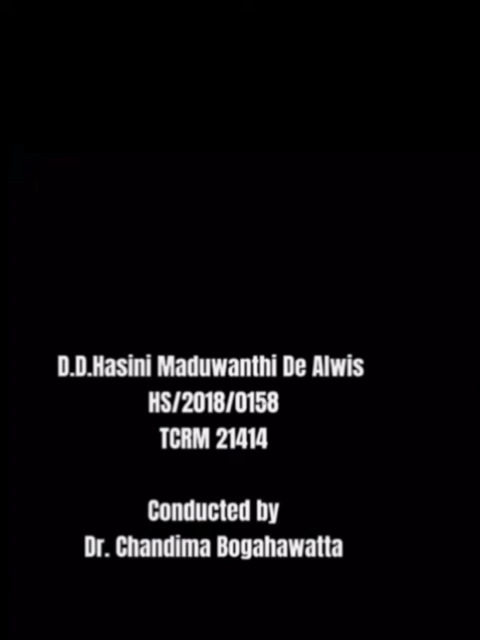 D.D.Hasini Maduwanthi De Alwis
HS/2018/0158
TCRM 21414
Conducted by
Dr. Chandima Bogahawatta